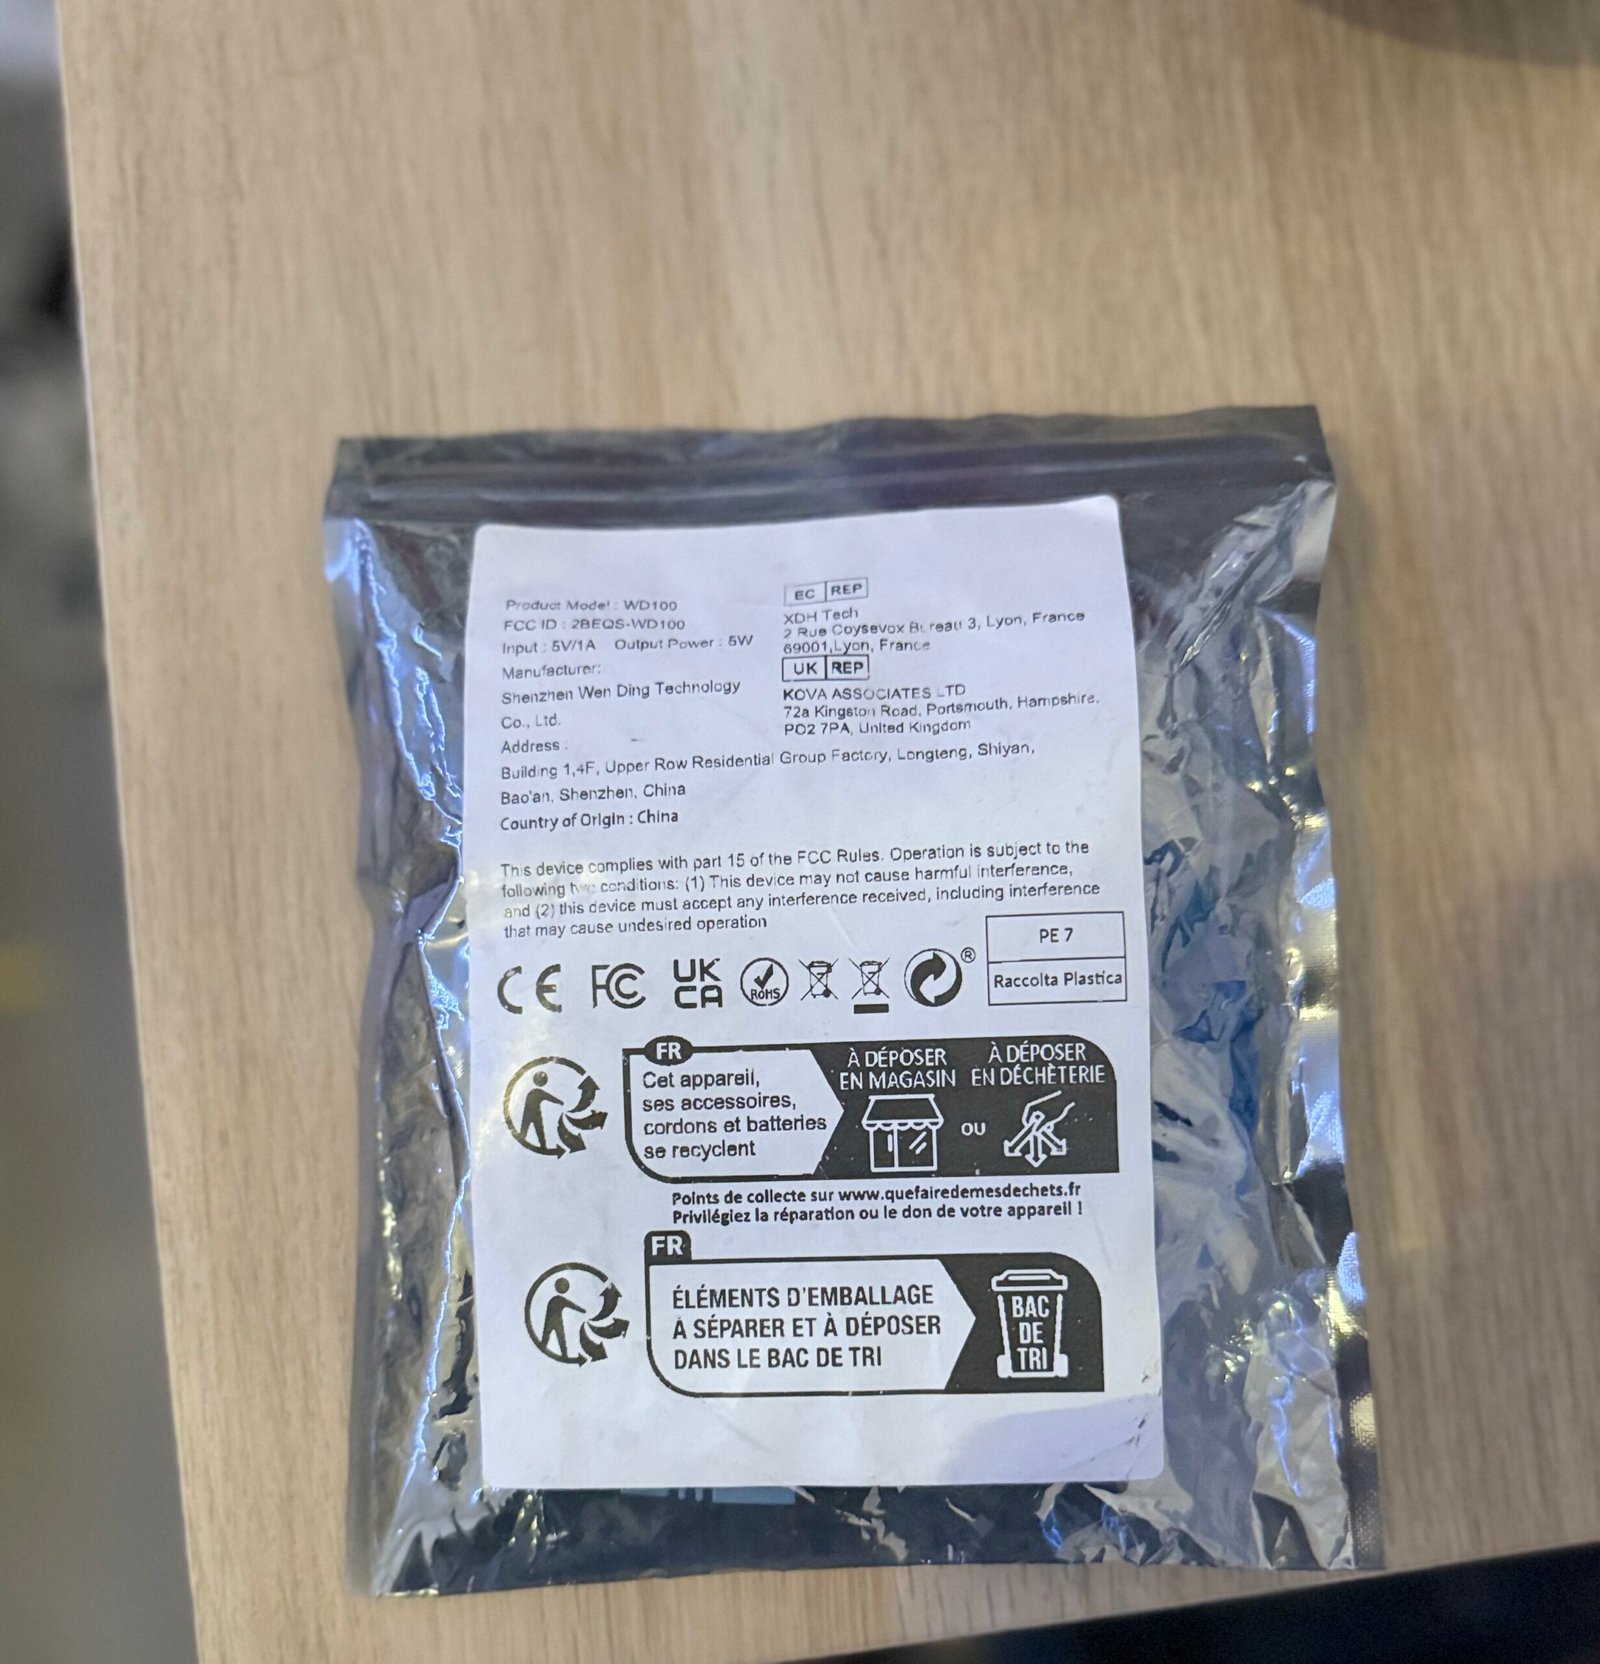 Product Model : WD100
FCC ID : 2BEQS-WD100
Input : 5V/1A Output Power : 5W
Manufacturer:
Shenzhen Wen Ding Technology
Co., Ltd.
Address :
Building 1,4F, Upper Row Residential Group Factory, Longteng, Shiyan,
Bao'an, Shenzhen, China
Country of Origin : China
EC REP
XDH Tech
2 Rue Coysevox Bureau 3, Lyon, France
69001,Lyon, France
UK REP
KOVA ASSOCIATES LTD
72a Kingston Road, Portsmouth, Hampshire,
PO2 7PA, United Kingdom
This device complies with part 15 of the FCC Rules. Operation is subject to the
following two conditions: (1) This device may not cause harmful interference,
and (2) this device must accept any interference received, including interference
that may cause undesired operation
CE FC UK
CA
RoHS
®
PE 7
Raccolta Plastica
FR
Cet appareil,
ses accessoires,
cordons et batteries
se recyclent
À DÉPOSER
EN MAGASIN
OU
À DÉPOSER
EN DÉCHÈTERIE
Points de collecte sur www.quefairedemesdechets.fr
Privilégiez la réparation ou le don de votre appareil !
FR
ÉLÉMENTS D'EMBALLAGE
À SÉPARER ET À DÉPOSER
DANS LE BAC DE TRI
BAC
DE
TRI